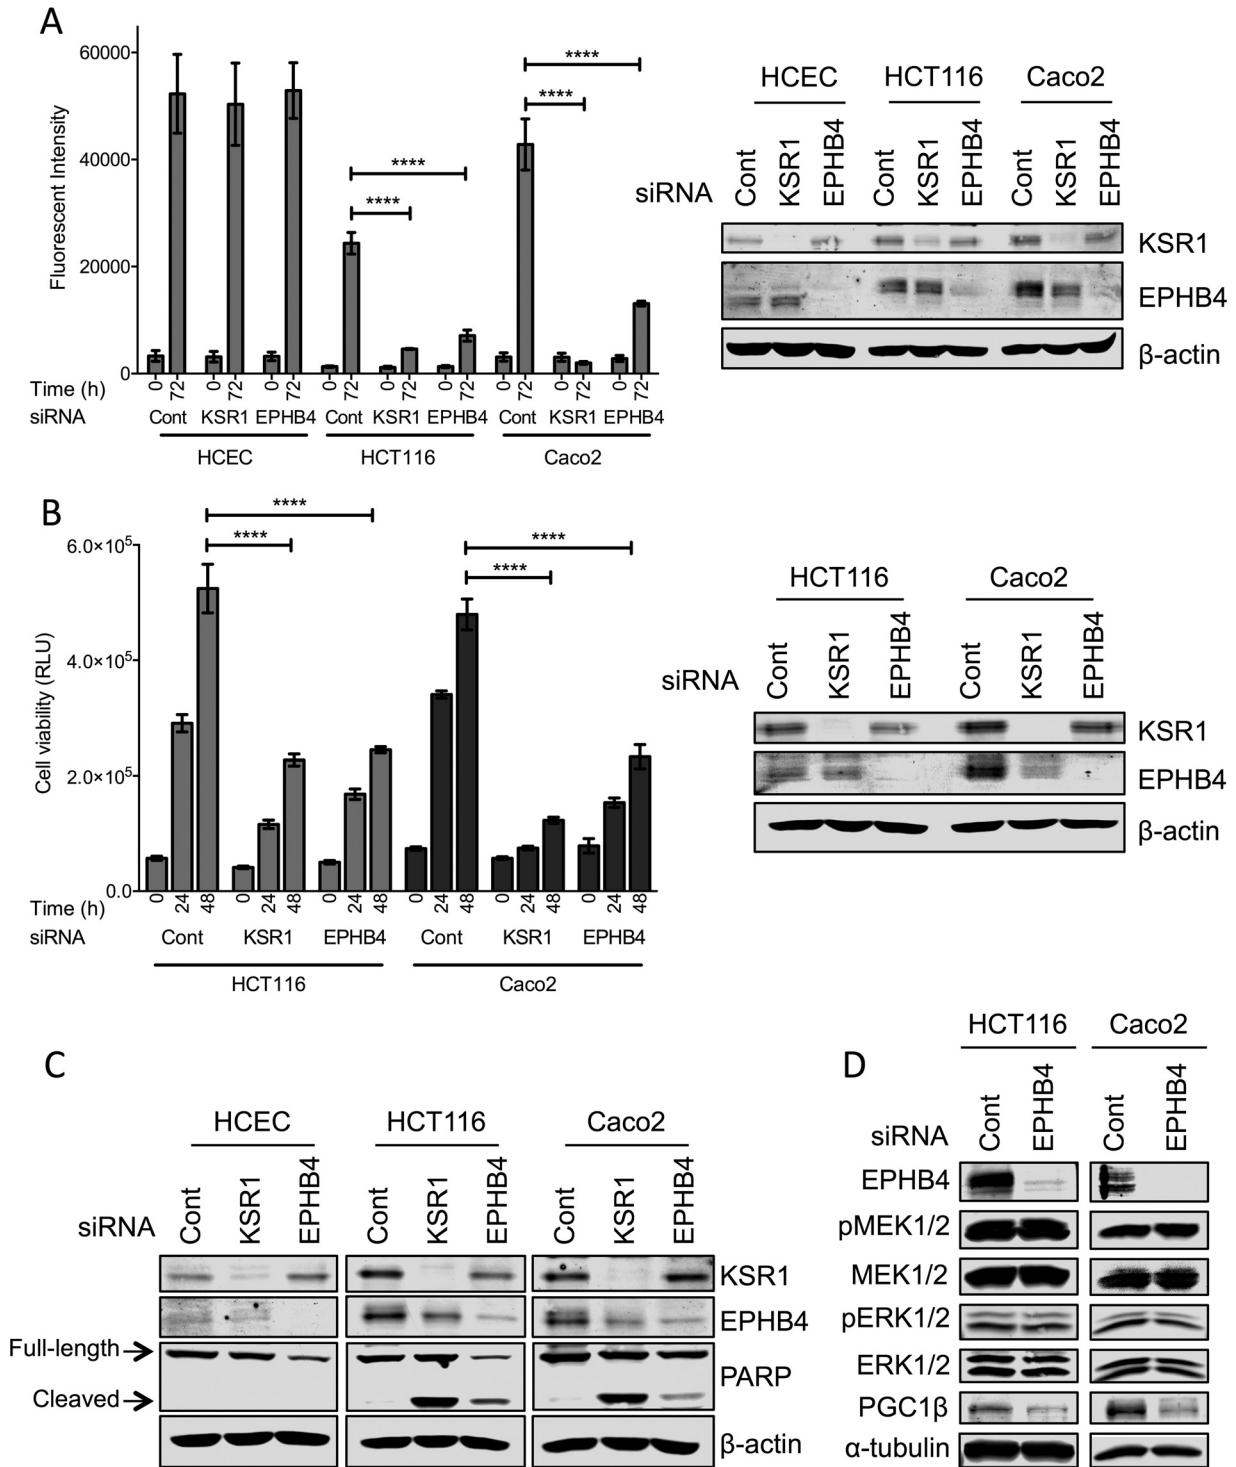 A
60000
40000
20000
0
Fluorescent Intensity
**** ****
**** ****
Time (h) 0 72 0 72 0 72 0 72 0 72 0 72 0 72 0 72 0 72
siRNA Cont KSR1 EPHB4 Cont KSR1 EPHB4 Cont KSR1 EPHB4
HCEC HCT116 Caco2
HCEC HCT116 Caco2
siRNA Cont KSR1 EPHB4 Cont KSR1 EPHB4 Cont KSR1 EPHB4
KSR1
EPHB4
β-actin
B
6.0×10⁵
4.0×10⁵
2.0×10⁵
0.0
Cell viability (RLU)
**** ****
**** ****
Time (h) 0 24 48 0 24 48 0 24 48 0 24 48 0 24 48 0 24 48
siRNA Cont KSR1 EPHB4 Cont KSR1 EPHB4
HCT116 Caco2
HCT116 Caco2
siRNA Cont KSR1 EPHB4 Cont KSR1 EPHB4
KSR1
EPHB4
β-actin
C
HCEC HCT116 Caco2
siRNA Cont KSR1 EPHB4 Cont KSR1 EPHB4 Cont KSR1 EPHB4
KSR1
EPHB4
Full-length
PARP
Cleaved
β-actin
D
HCT116 Caco2
siRNA Cont EPHB4 Cont EPHB4
EPHB4
pMEK1/2
MEK1/2
pERK1/2
ERK1/2
PGC1β
α-tubulin